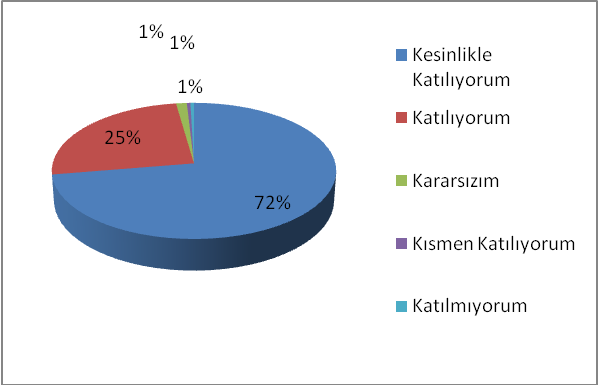 1%
1%
1%
25%
72%
Kesinlikle
Katılıyorum
Katılıyorum
Kararsızım
Kısmen Katılıyorum
Katılmıyorum